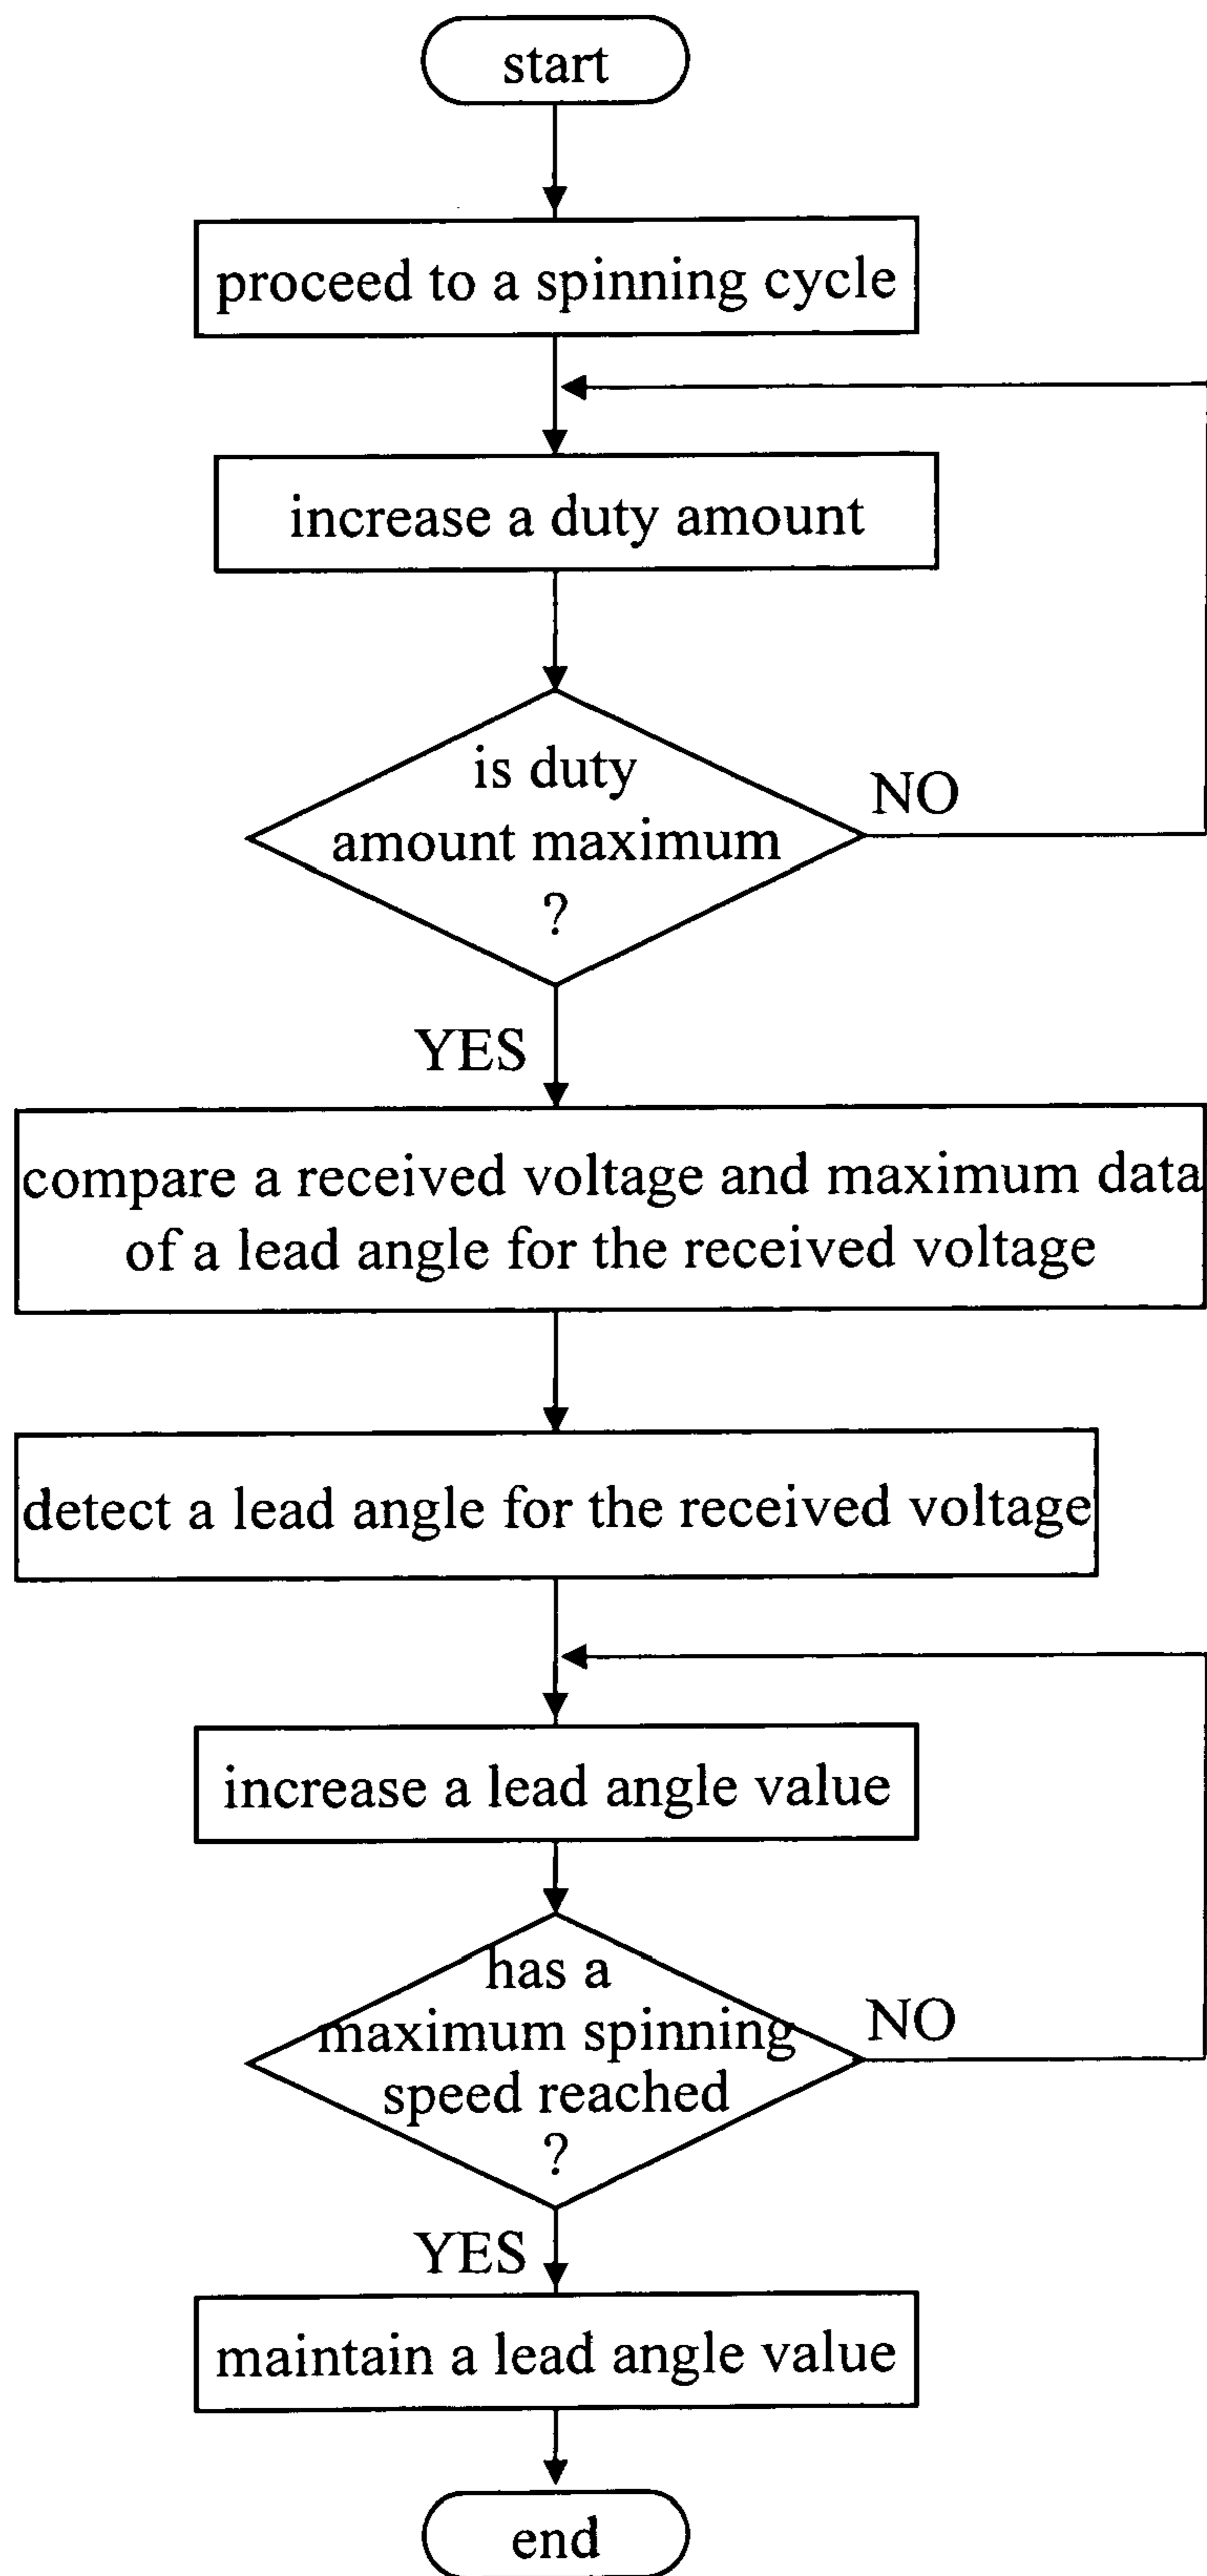 start
proceed to a spinning cycle
increase a duty amount
is duty
amount maximum
?
NO
YES
compare a received voltage and maximum data
of a lead angle for the received voltage
detect a lead angle for the received voltage
increase a lead angle value
has a
maximum spinning
speed reached
?
NO
YES
maintain a lead angle value
end